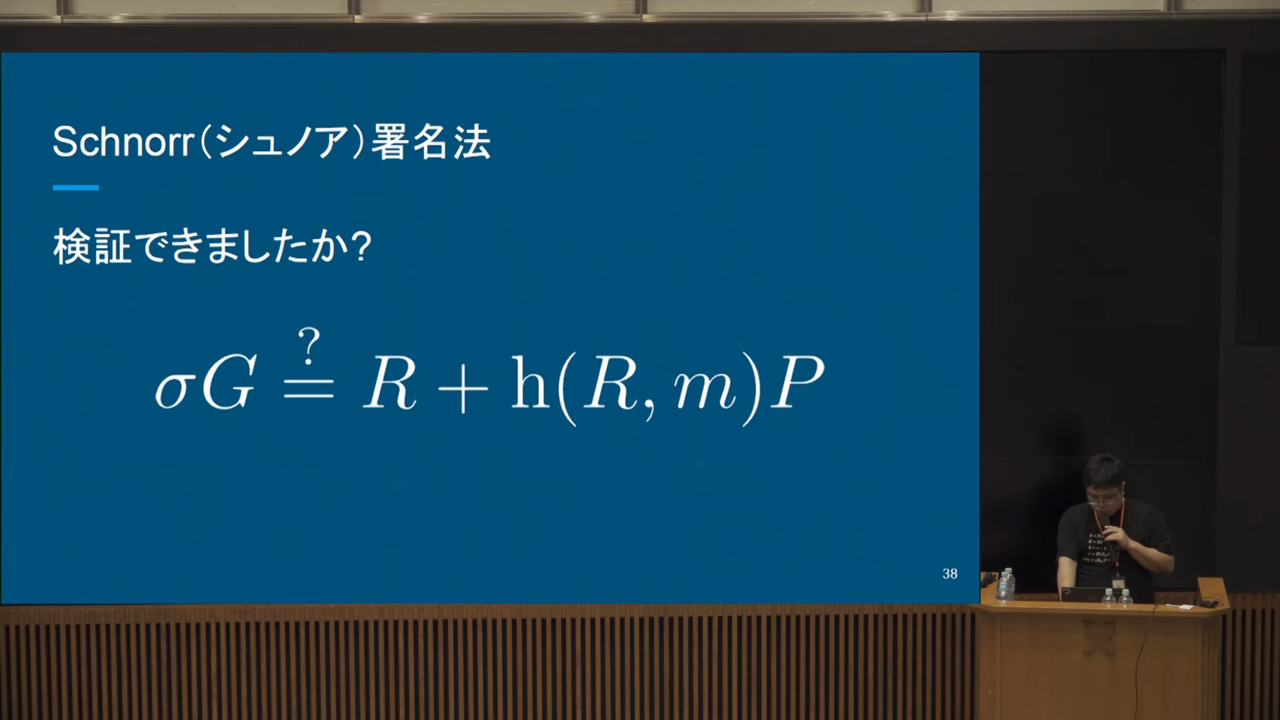 Schnorr(シュノア)署名法
検証できましたか?
σG ≟ R + h(R, m)P
38